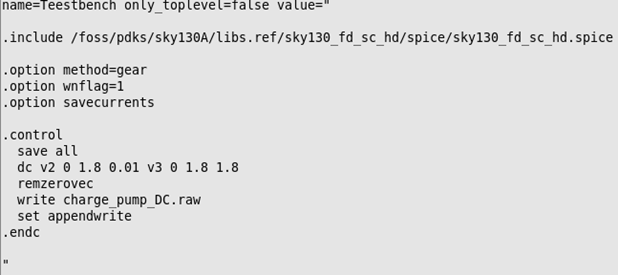 name=Teestbench only_toplevel=false value="
.include /foss/pdks/sky130A/libs.ref/sky130_fd_sc_hd/spice/sky130_fd_sc_hd.spice
.option method=gear
.option wnflag=1
.option savecurrents
.control
save all
dc v2 0 1.8 0.01 v3 0 1.8 1.8
remzerovec
write charge_pump_DC.raw
set appendwrite
.endc
"